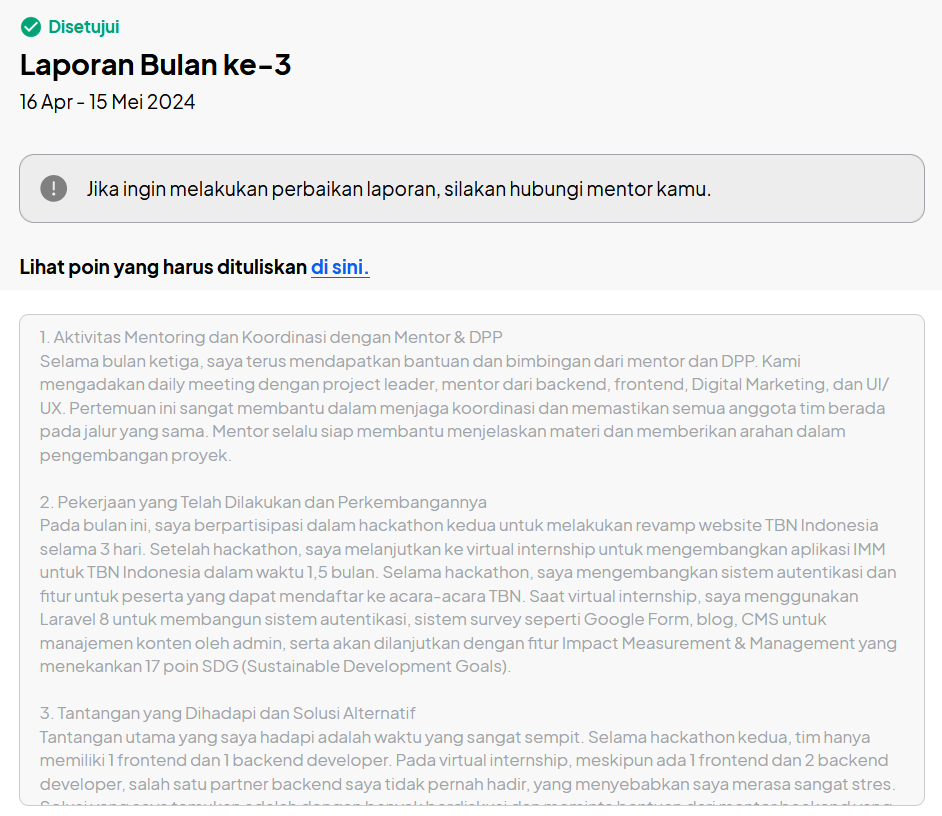 Disetujui
Laporan Bulan ke-3
16 Apr - 15 Mei 2024
Jika ingin melakukan perbaikan laporan, silakan hubungi mentor kamu.
Lihat poin yang harus dituliskan di sini.
1. Aktivitas Mentoring dan Koordinasi dengan Mentor & DPP
Selama bulan ketiga, saya terus mendapatkan bantuan dan bimbingan dari mentor dan DPP. Kami
mengadakan daily meeting dengan project leader, mentor dari backend, frontend, Digital Marketing, dan UI/
UX. Pertemuan ini sangat membantu dalam menjaga koordinasi dan memastikan semua anggota tim berada
pada jalur yang sama. Mentor selalu siap membantu menjelaskan materi dan memberikan arahan dalam
pengembangan proyek.
2. Pekerjaan yang Telah Dilakukan dan Perkembangannya
Pada bulan ini, saya berpartisipasi dalam hackathon kedua untuk melakukan revamp website TBN Indonesia
selama 3 hari. Setelah hackathon, saya melanjutkan ke virtual internship untuk mengembangkan aplikasi IMM
untuk TBN Indonesia dalam waktu 1,5 bulan. Selama hackathon, saya mengembangkan sistem autentikasi dan
fitur untuk peserta yang dapat mendaftar ke acara-acara TBN. Saat virtual internship, saya menggunakan
Laravel 8 untuk membangun sistem autentikasi, sistem survey seperti Google Form, blog, CMS untuk
manajemen konten oleh admin, serta akan dilanjutkan dengan fitur Impact Measurement & Management yang
menekankan 17 poin SDG (Sustainable Development Goals).
3. Tantangan yang Dihadapi dan Solusi Alternatif
Tantangan utama yang saya hadapi adalah waktu yang sangat sempit. Selama hackathon kedua, tim hanya
memiliki 1 frontend dan 1 backend developer. Pada virtual internship, meskipun ada 1 frontend dan 2 backend
developer, salah satu partner backend saya tidak pernah hadir, yang menyebabkan saya merasa sangat stres.